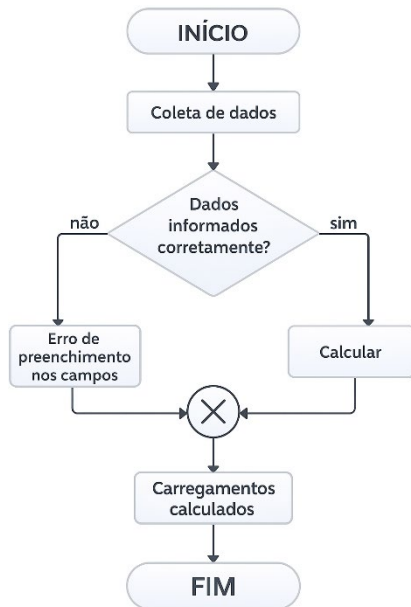 INÍCIO
Coleta de dados
Dados
informados
corretamente?
não
sim
Erro de
preenchimento
nos campos
Calcular
Carregamentos
calculados
FIM